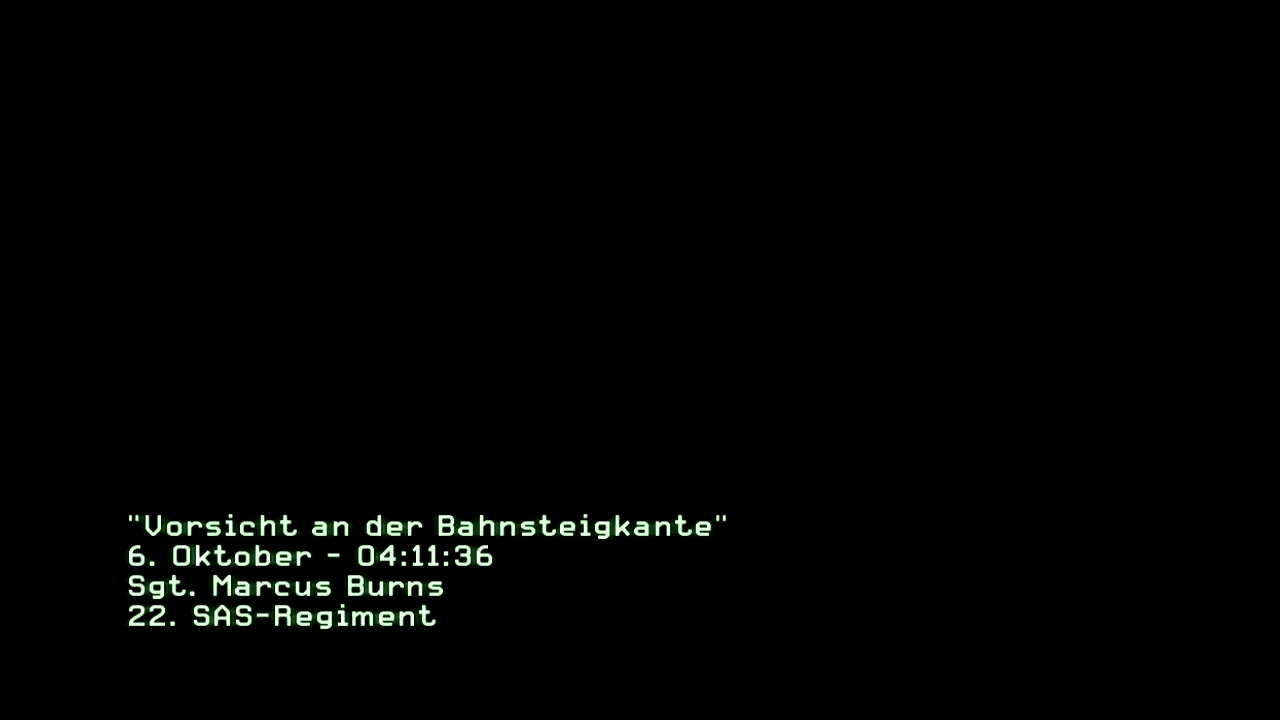 "Vorsicht an der Bahnsteigkante"
6. Oktober - 04:11:36
Sgt. Marcus Burns
22. SAS-Regiment